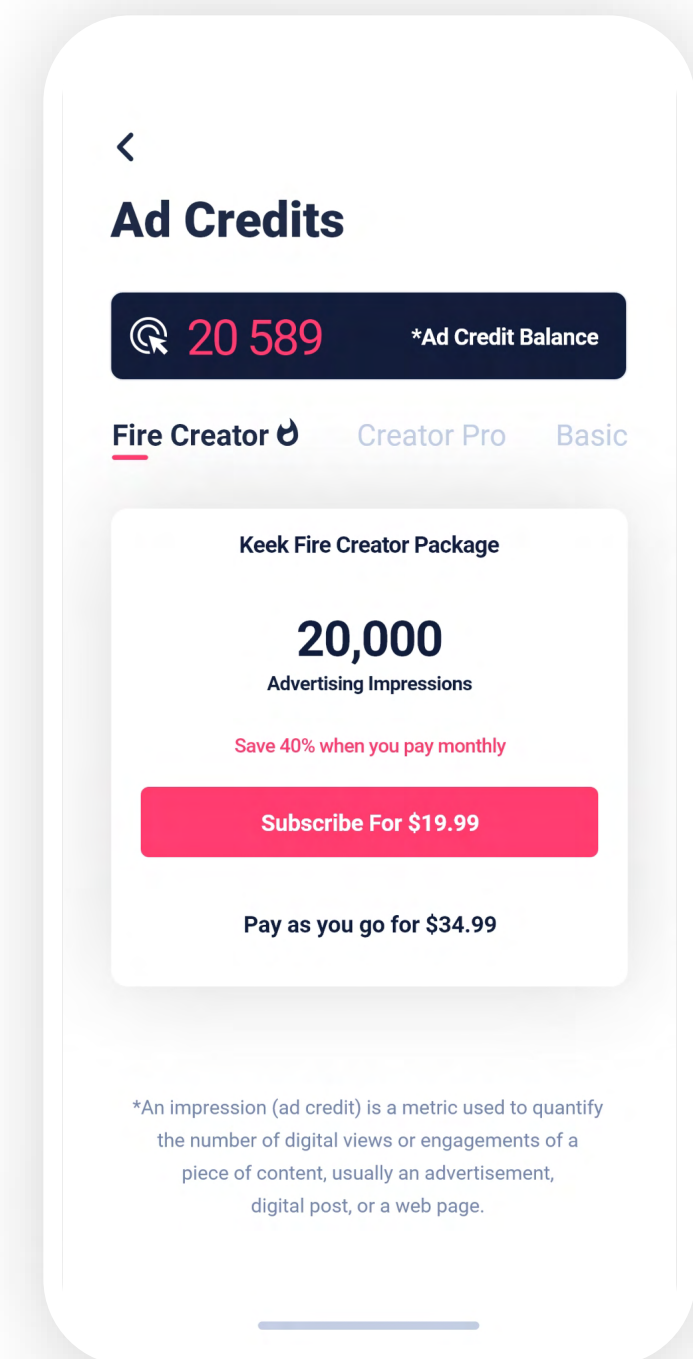 Ad Credits
20 589 *Ad Credit Balance
Fire Creator Creator Pro Basic
Keek Fire Creator Package
20,000
Advertising Impressions
Save 40% when you pay monthly
Subscribe For $19.99
Pay as you go for $34.99
*An impression (ad credit) is a metric used to quantify
the number of digital views or engagements of a
piece of content, usually an advertisement,
digital post, or a web page.